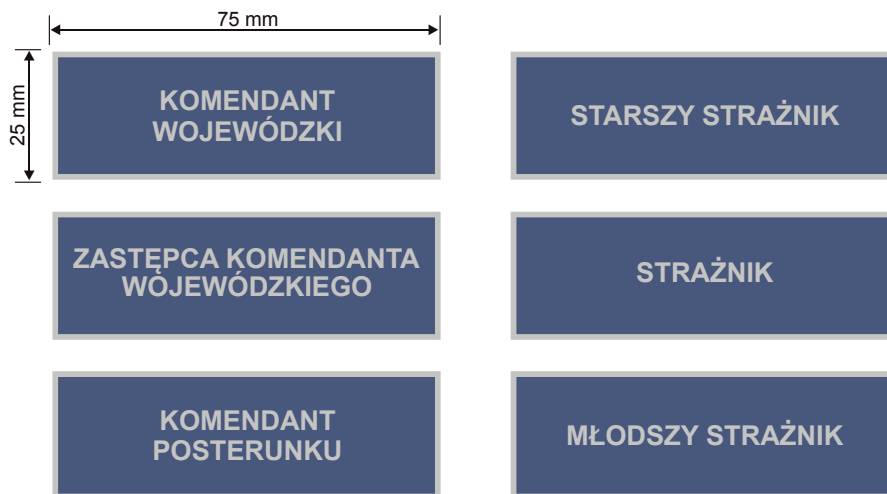 75 mm
25 mm
KOMENDANT
WOJEWÓDZKI
STARSZY STRAŻNIK
ZASTĘPCA KOMENDANTA
WOJEWÓDZKIEGO
STRAŻNIK
KOMENDANT
POSTERUNKU
MŁODSZY STRAŻNIK